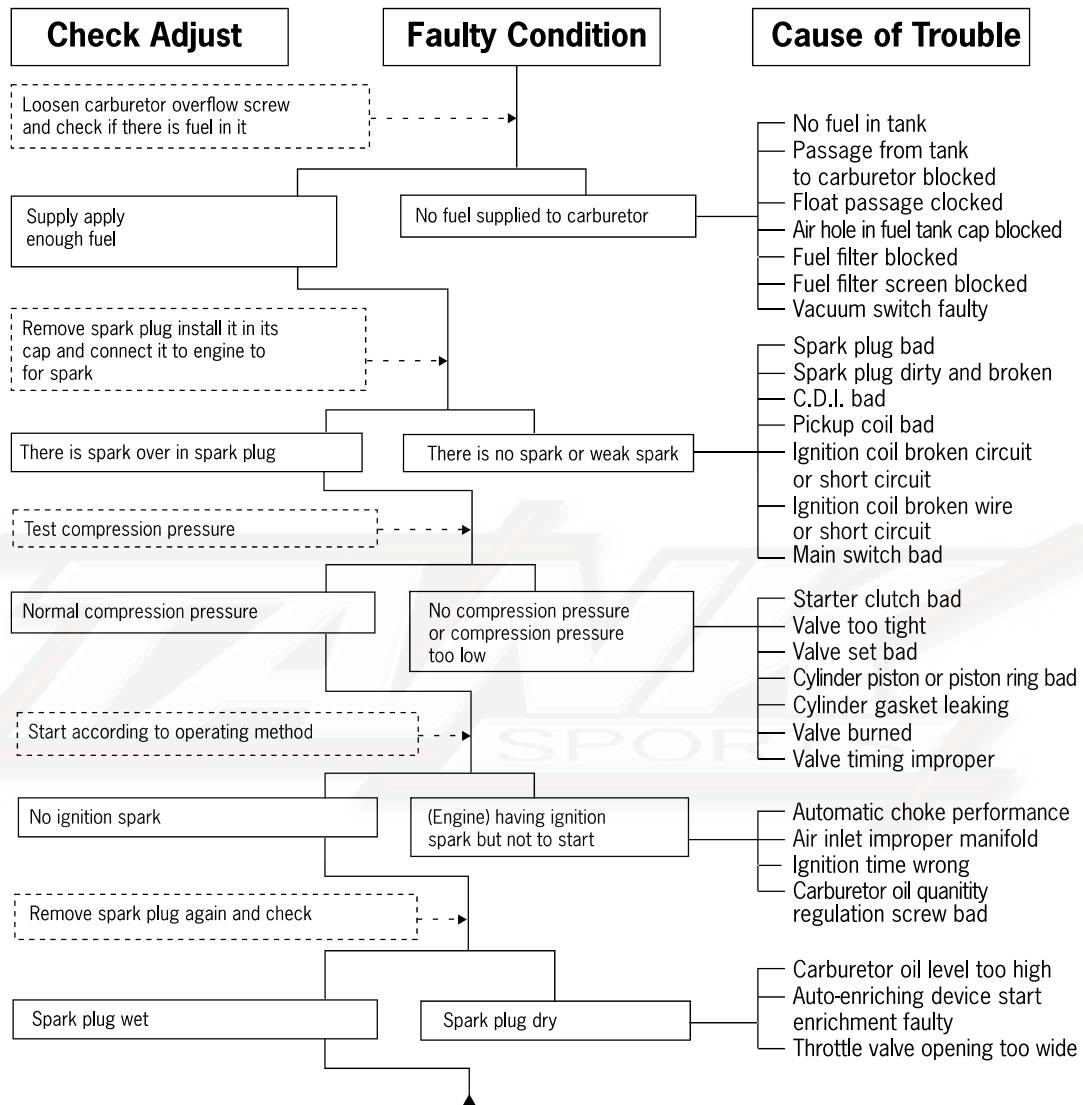 Check Adjust
Faulty Condition
Cause of Trouble
Loosen carburetor overflow screw
and check if there is fuel in it
No fuel in tank
Passage from tank
to carburetor blocked
Float passage clocked
Air hole in fuel tank cap blocked
Fuel filter blocked
Fuel filter screen blocked
Vacuum switch faulty
Supply apply
enough fuel
No fuel supplied to carburetor
Remove spark plug install it in its
cap and connect it to engine to
for spark
Spark plug bad
Spark plug dirty and broken
C.D.I. bad
Pickup coil bad
Ignition coil broken circuit
or short circuit
Ignition coil broken wire
or short circuit
Main switch bad
There is spark over in spark plug
There is no spark or weak spark
Test compression pressure
Normal compression pressure
No compression pressure
or compression pressure
too low
Starter clutch bad
Valve too tight
Valve set bad
Cylinder piston or piston ring bad
Cylinder gasket leaking
Valve burned
Valve timing improper
Start according to operating method
No ignition spark
(Engine) having ignition
spark but not to start
Automatic choke performance
Air inlet improper manifold
Ignition time wrong
Carburetor oil quanitity
regulation screw bad
Remove spark plug again and check
Spark plug wet
Spark plug dry
Carburetor oil level too high
Auto-enriching device start
enrichment faulty
Throttle valve opening too wide
TANK
SPORTS